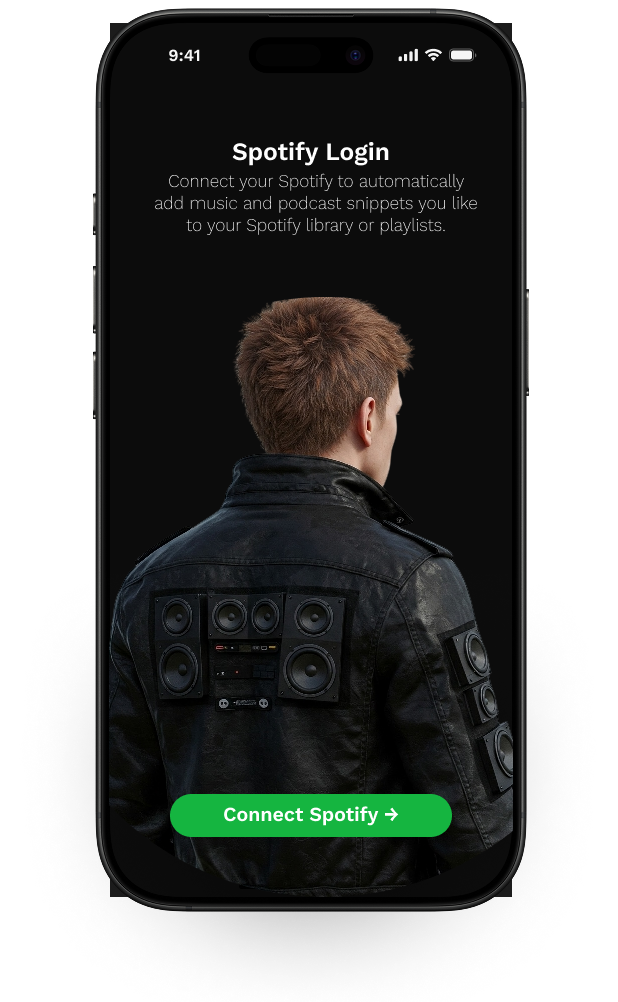 9:41
Spotify Login
Connect your Spotify to automatically
add music and podcast snippets you like
to your Spotify library or playlists.
Connect Spotify →